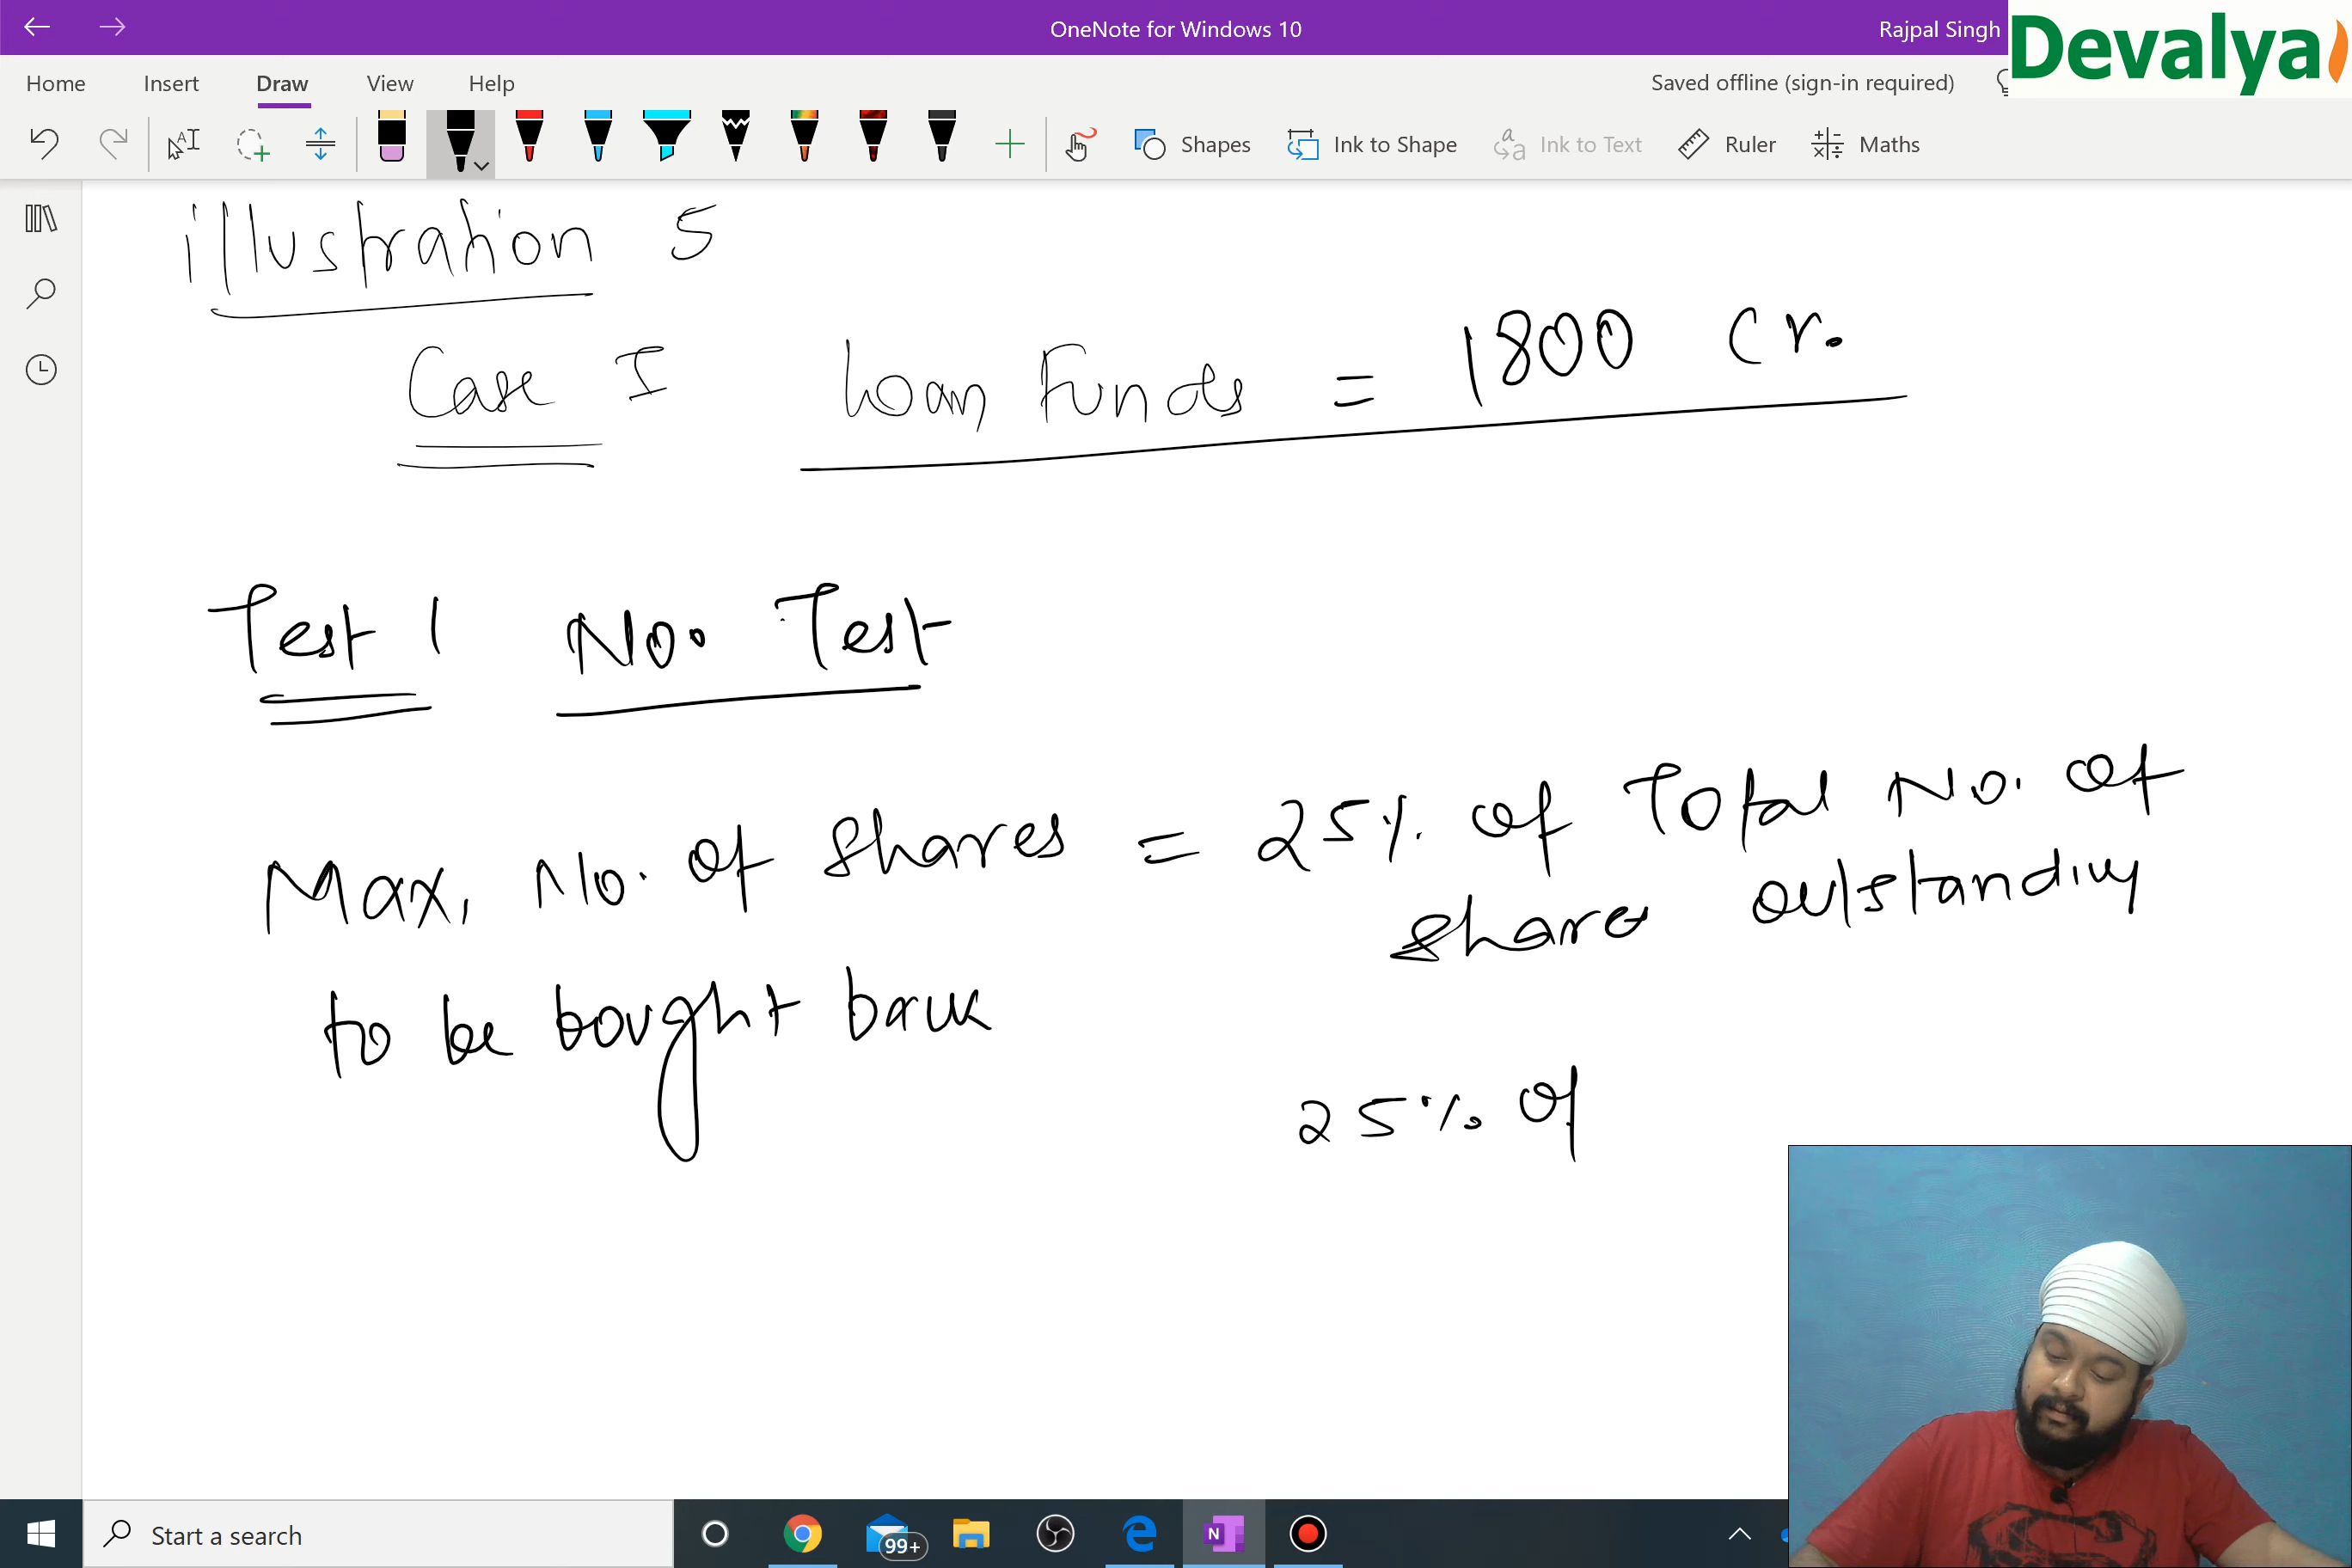 OneNote for Windows 10
Rajpal Singh
Devalya
Home Insert Draw View Help
Saved offline (sign-in required)
Shapes Ink to Shape Ink to Text Ruler Maths
illustration 5
Case I Loan Funds = 1800 Cr.
Test 1 No. Test
Max. No. of shares = 25% of Total No. of
shares outstanding
to be bought back
25% of
Start a search
99+